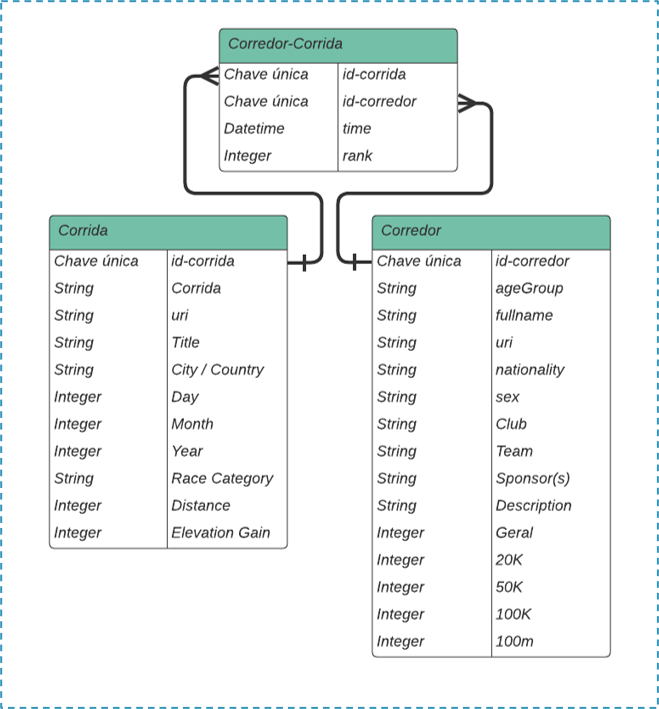 Corredor-Corrida
Chave única id-corrida
Chave única id-corredor
Datetime time
Integer rank
Corrida
Chave única id-corrida
String Corrida
String uri
String Title
String City / Country
Integer Day
Integer Month
Integer Year
String Race Category
Integer Distance
Integer Elevation Gain
Corredor
Chave única id-corredor
String ageGroup
String fullname
String uri
String nationality
String sex
String Club
String Team
String Sponsor(s)
String Description
Integer Geral
Integer 20K
Integer 50K
Integer 100K
Integer 100m